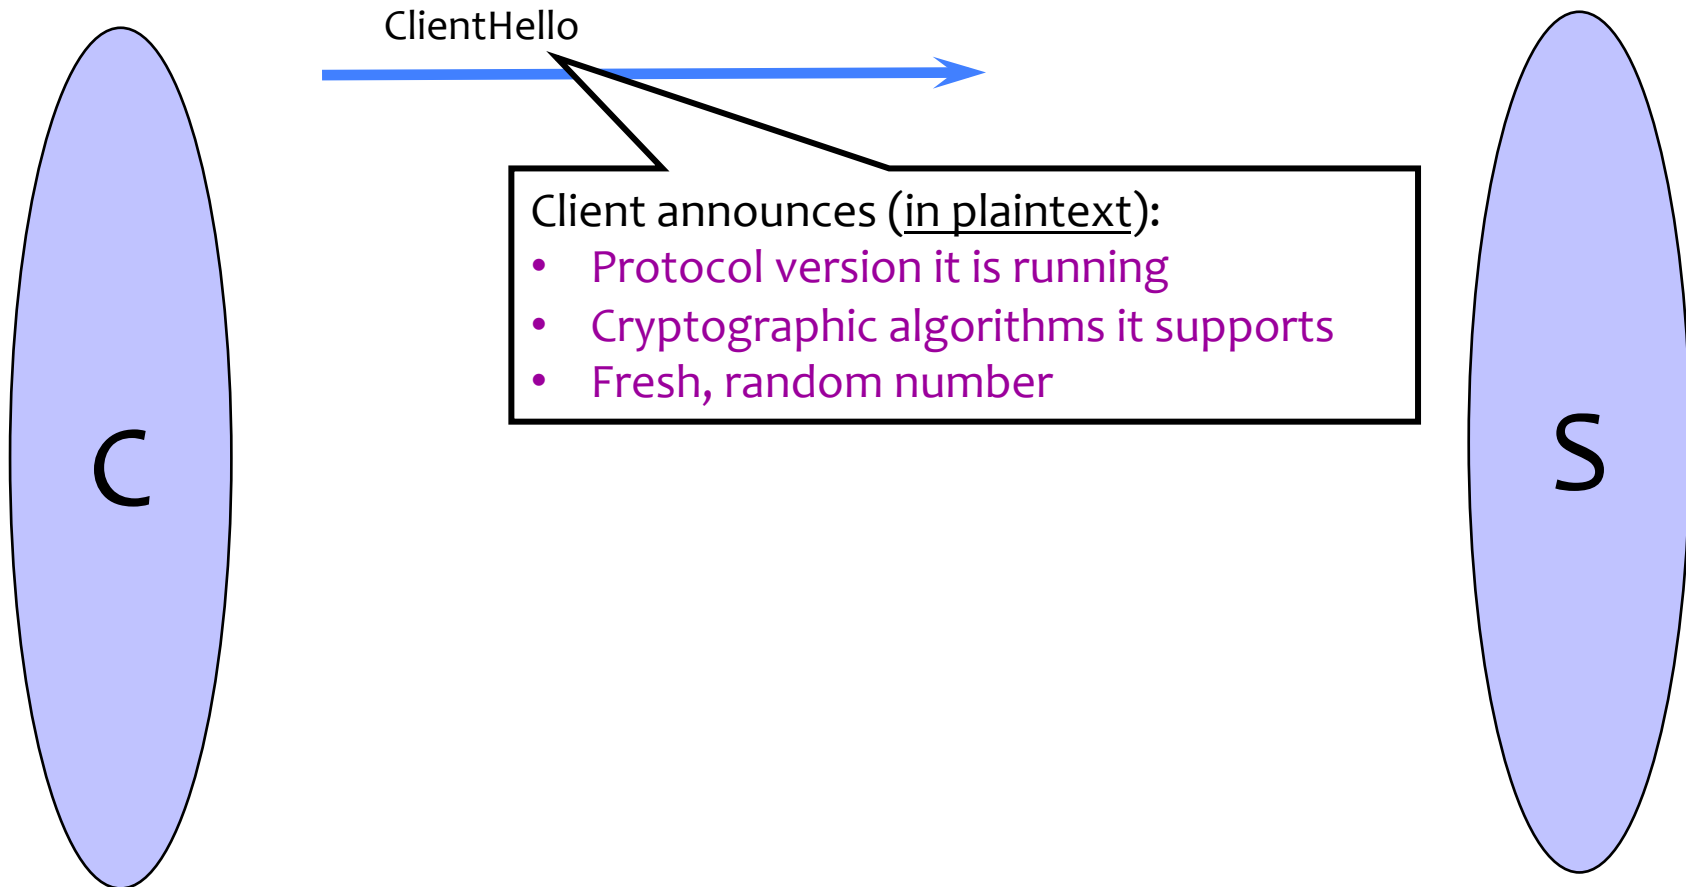 ClientHello
Client announces (in plaintext):
• Protocol version it is running
• Cryptographic algorithms it supports
• Fresh, random number
C
S